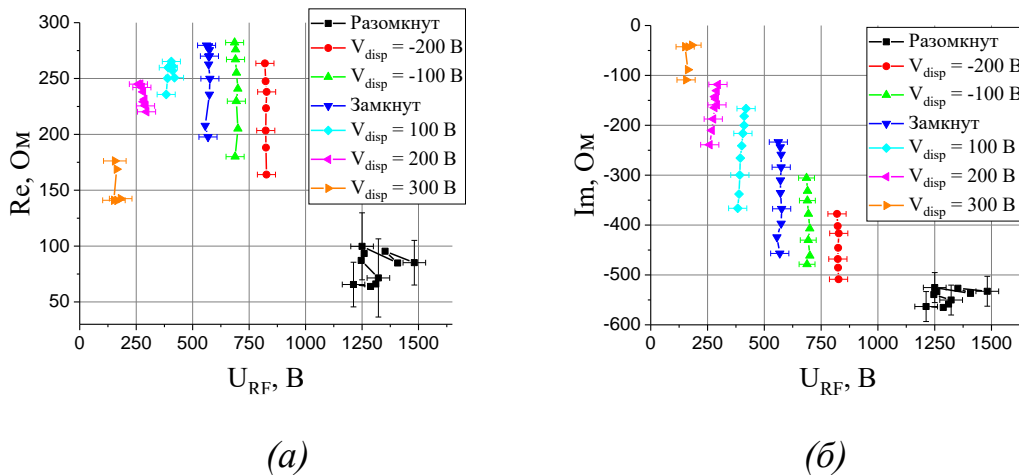 Re, Ом
300
250
200
150
100
50
0
250
500
750
1000
1250
1500
U_RF, В
Разомкнут
V_disp = -200 В
V_disp = -100 В
Замкнут
V_disp = 100 В
V_disp = 200 В
V_disp = 300 В
(а)
Im, Ом
0
-100
-200
-300
-400
-500
-600
0
250
500
750
1000
1250
1500
U_RF, В
Разомкнут
V_disp = -200 В
V_disp = -100 В
Замкнут
V_disp = 100 В
V_disp = 200 В
V_disp = 300 В
(б)